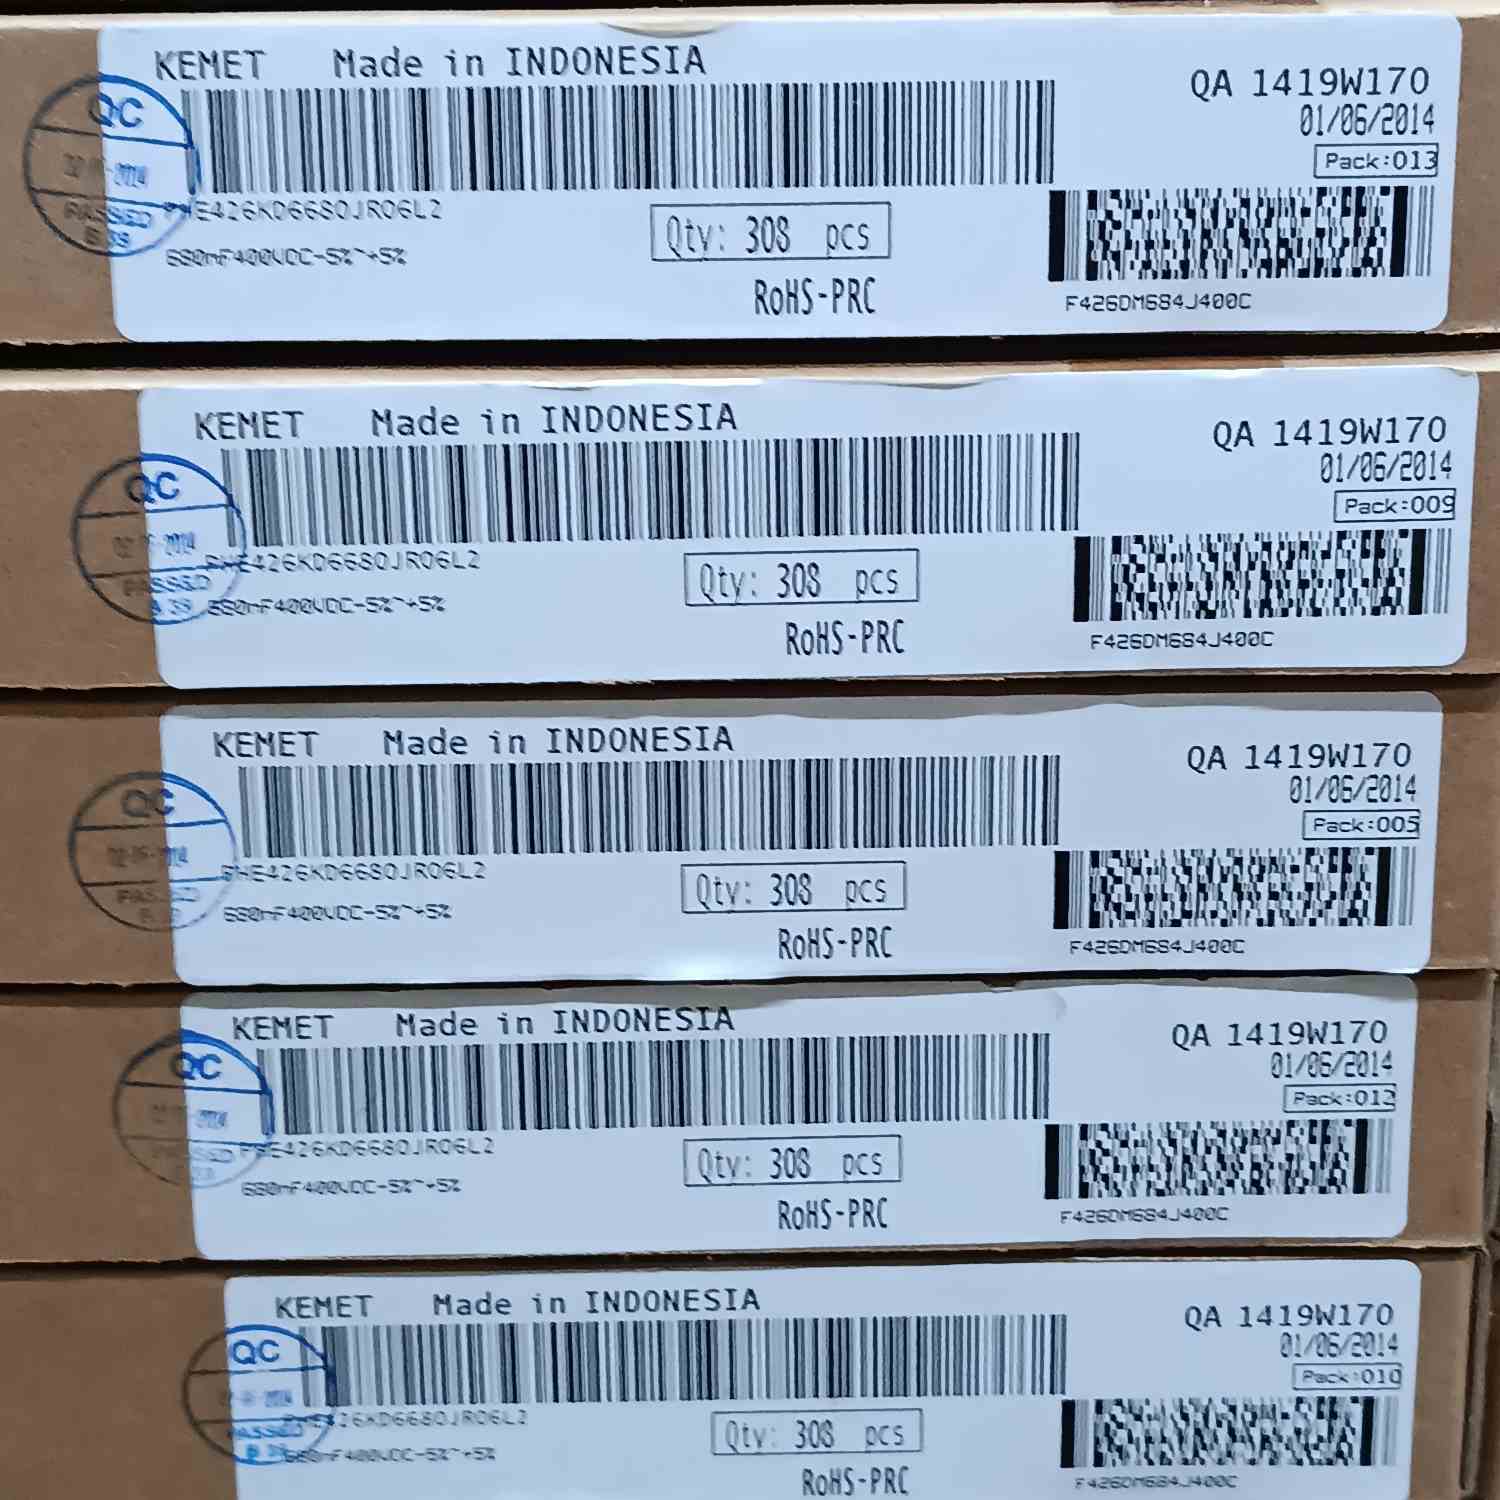 KEMET Made in INDONESIA
QA 1419W170
01/06/2014
Pack:013
QC
PASSED
PHE426KD6680JR06L2
680nF400VDC-5%~+5%
Qty: 308 pcs
RoHS-PRC
F426DM684J400C
KEMET Made in INDONESIA
QA 1419W170
01/06/2014
Pack:009
QC
PASSED
PHE426KD6680JR06L2
680nF400VDC-5%~+5%
Qty: 308 pcs
RoHS-PRC
F426DM684J400C
KEMET Made in INDONESIA
QA 1419W170
01/06/2014
Pack:005
QC
PHE426KD6680JR06L2
680nF400VDC-5%~+5%
Qty: 308 pcs
RoHS-PRC
F426DM684J400C
KEMET Made in INDONESIA
QA 1419W170
01/06/2014
Pack:012
QC
PHE426KD6680JR06L2
680nF400VDC-5%~+5%
Qty: 308 pcs
RoHS-PRC
F426DM684J400C
KEMET Made in INDONESIA
QA 1419W170
01/06/2014
Pack:010
QC
PASSED
PHE426KD6680JR06L2
680nF400VDC-5%~+5%
Qty: 308 pcs
RoHS-PRC
F426DM684J400C